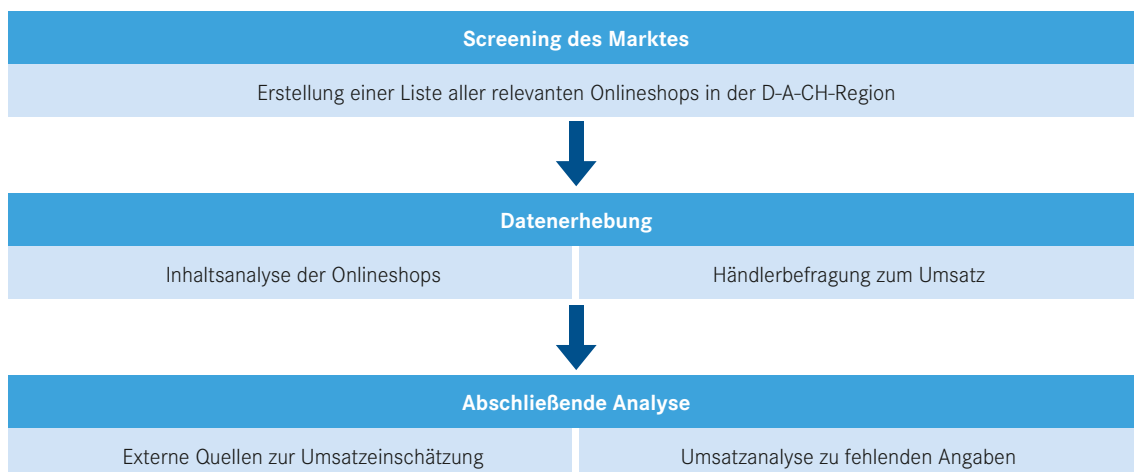 Screening des Marktes
Erstellung einer Liste aller relevanten Onlineshops in der D-A-CH-Region
Datenerhebung
Inhaltsanalyse der Onlineshops
Händlerbefragung zum Umsatz
Abschließende Analyse
Externe Quellen zur Umsatzeinschätzung
Umsatzanalyse zu fehlenden Angaben